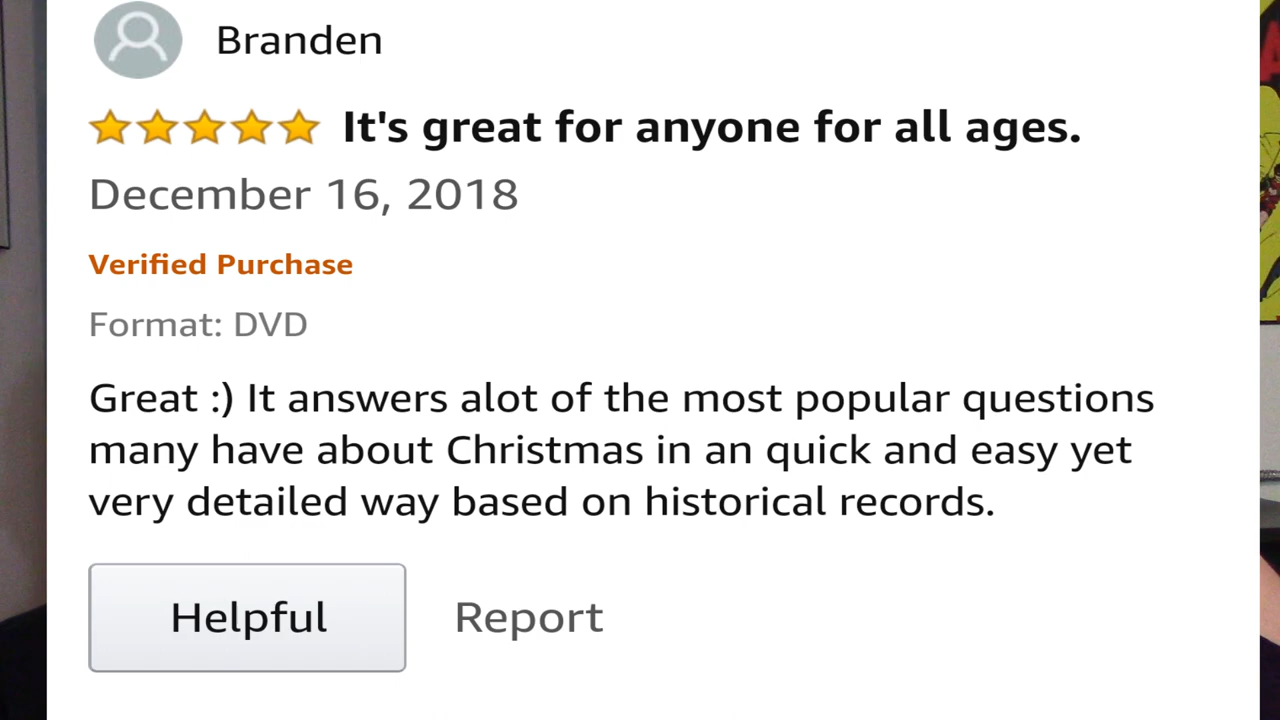 Branden
It's great for anyone for all ages.
December 16, 2018
Verified Purchase
Format: DVD
Great :) It answers alot of the most popular questions
many have about Christmas in an quick and easy yet
very detailed way based on historical records.
Helpful
Report